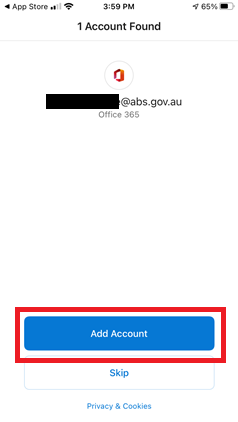 App Store 3:59 PM 65%
1 Account Found
@abs.gov.au
Office 365
Add Account
Skip
Privacy & Cookies